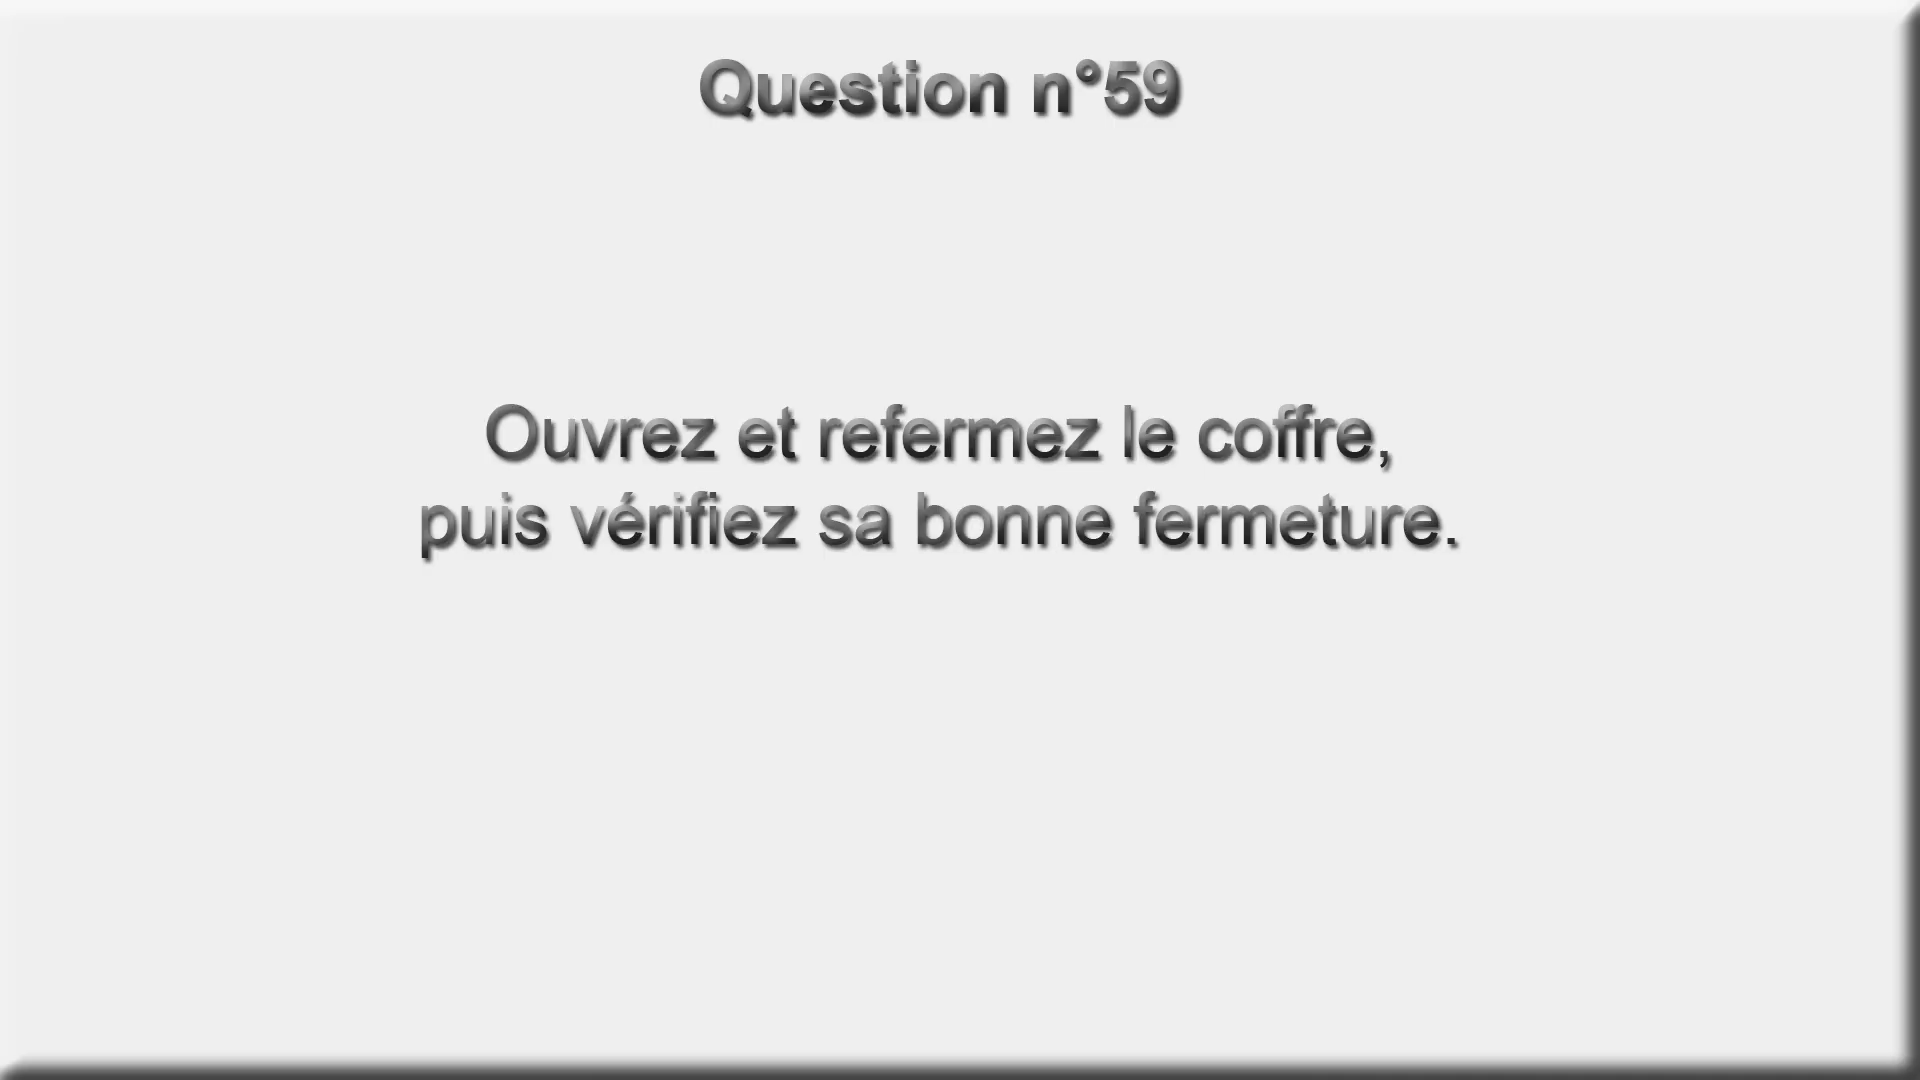 Question n°59
Ouvrez et refermez le coffre,
puis vérifiez sa bonne fermeture.